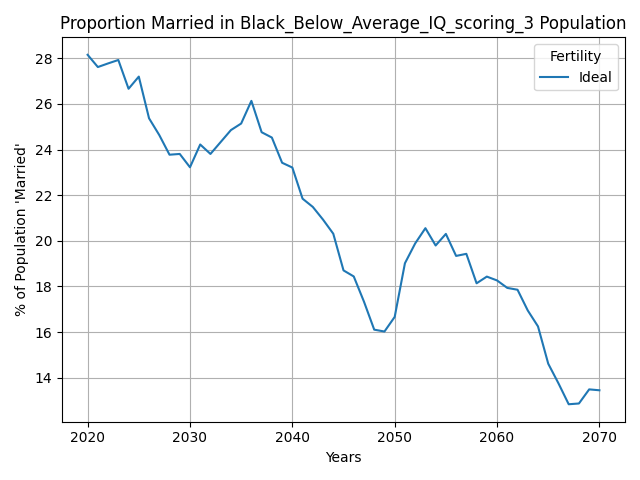 Proportion Married in Black_Below_Average_IQ_scoring_3 Population
Fertility
Ideal
% of Population 'Married'
28
26
24
22
20
18
16
14
2020 2030 2040 2050 2060 2070
Years